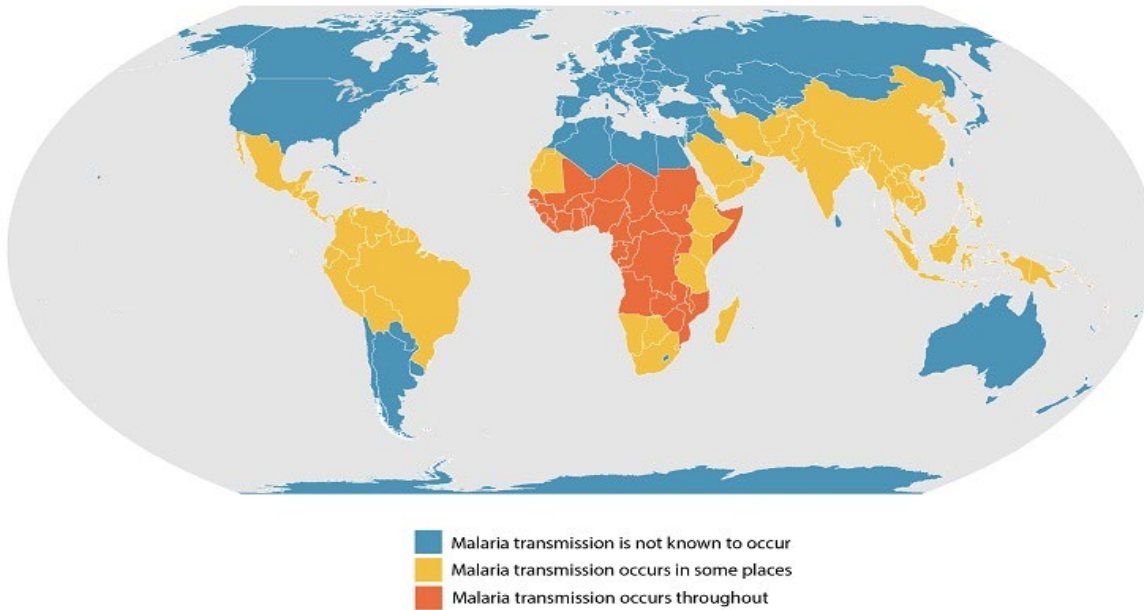 Malaria transmission is not known to occur
Malaria transmission occurs in some places
Malaria transmission occurs throughout